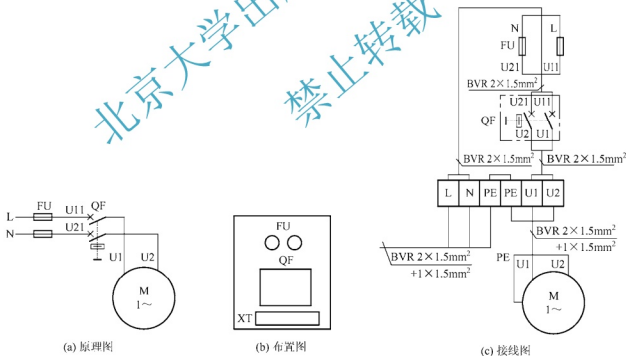 北京大学出
禁止转载
L FU U11 QF
N U21
U1 U2
M
1～
(a) 原理图
FU
QF
XT
(b) 布置图
N L
FU
U21 U11
BVR 2×1.5mm²
U21 U11
QF
U2 U1
BVR 2×1.5mm² BVR 2×1.5mm²
L N PE PE U1 U2
BVR 2×1.5mm²
+1×1.5mm²
BVR 2×1.5mm²
+1×1.5mm²
PE U1 U2
M
1～
(c) 接线图